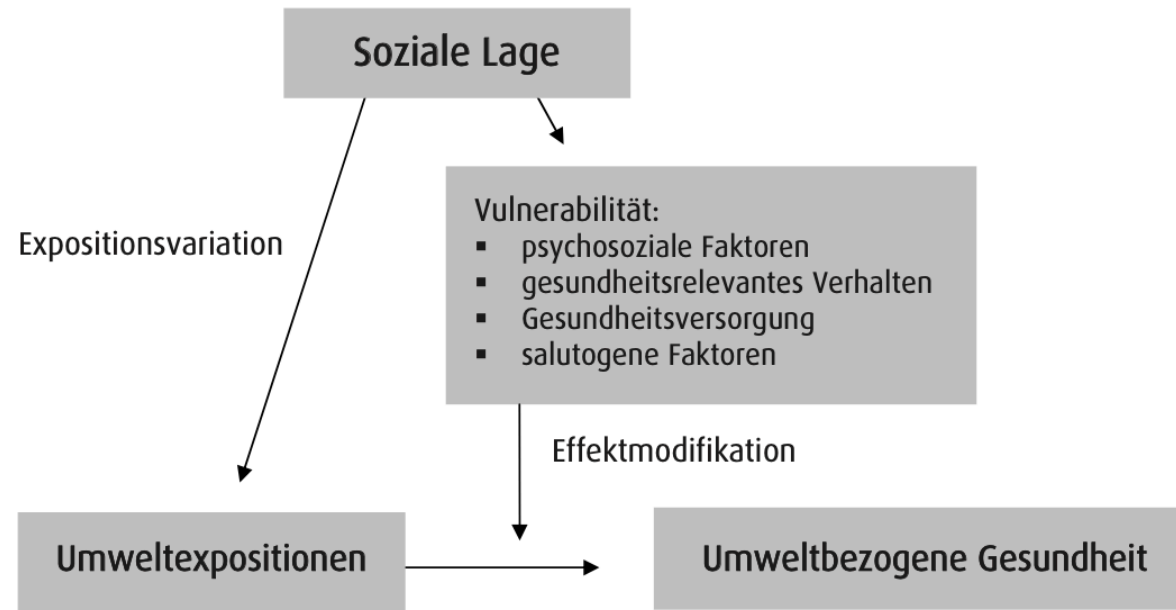 Soziale Lage
Expositionsvariation
Vulnerabilität:
▪ psychosoziale Faktoren
▪ gesundheitsrelevantes Verhalten
▪ Gesundheitsversorgung
▪ salutogene Faktoren
Effektmodifikation
Umweltexpositionen
Umweltbezogene Gesundheit